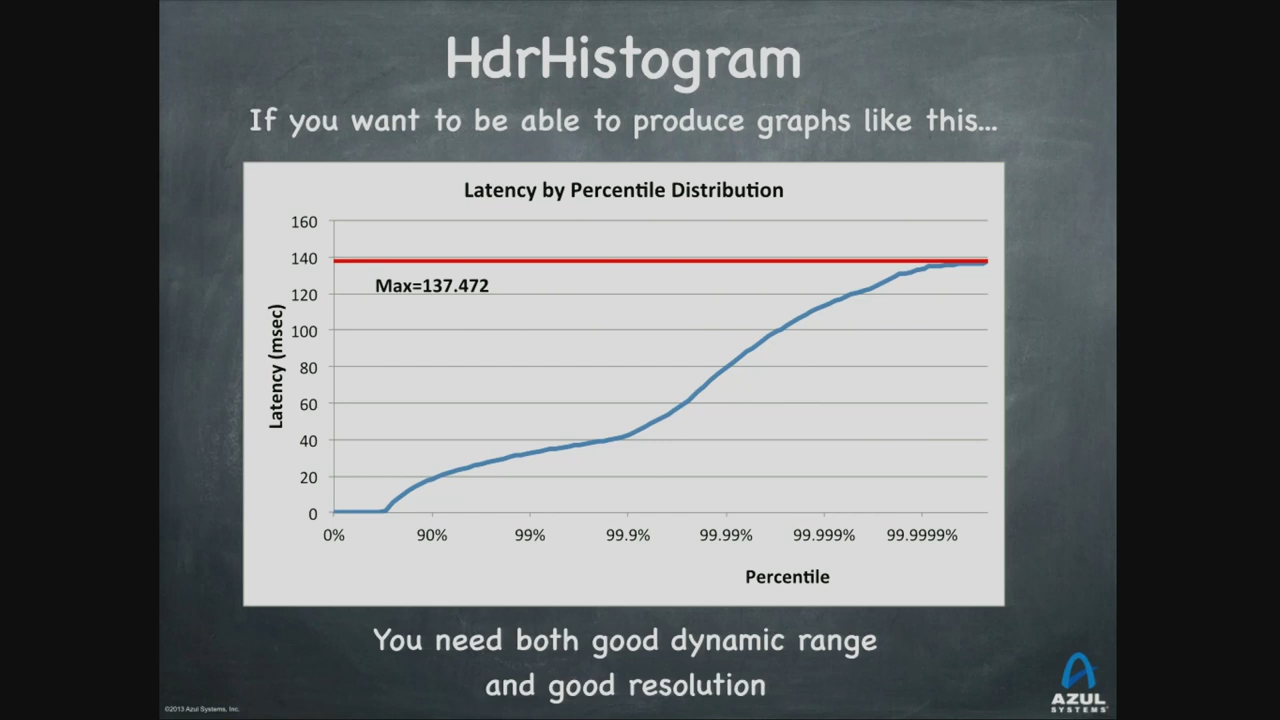 HdrHistogram
If you want to be able to produce graphs like this...
Latency by Percentile Distribution
160
140
120
100
80
60
40
20
0
Max=137.472
Latency (msec)
0% 90% 99% 99.9% 99.99% 99.999% 99.9999%
Percentile
You need both good dynamic range
and good resolution
©2013 Azul Systems, Inc.
AZUL
SYSTEMS